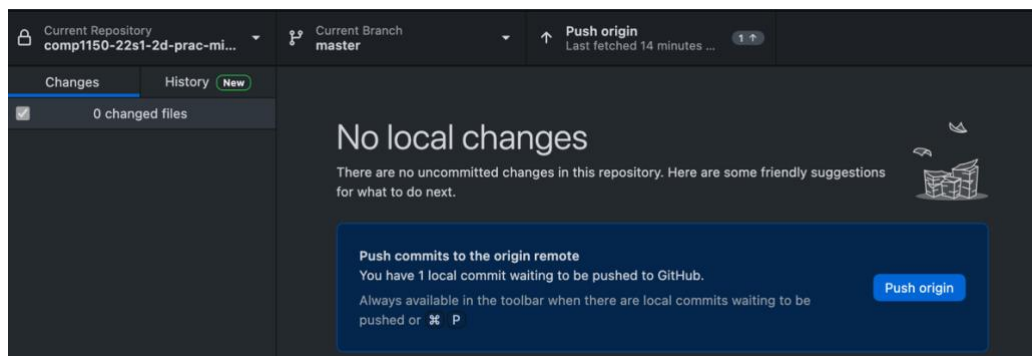 Current Repository
comp1150-22s1-2d-prac-mi...
Current Branch
master
Push origin
Last fetched 14 minutes ...
1 ↑
Changes
History New
0 changed files
No local changes
There are no uncommitted changes in this repository. Here are some friendly suggestions
for what to do next.
Push commits to the origin remote
You have 1 local commit waiting to be pushed to GitHub.
Push origin
Always available in the toolbar when there are local commits waiting to be
pushed or ⌘ P